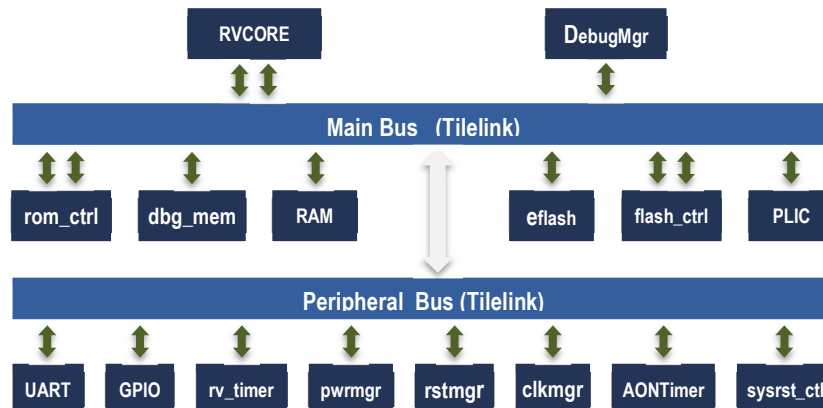 RVCORE
DebugMgr
Main Bus (Tilelink)
rom_ctrl
dbg_mem
RAM
eflash
flash_ctrl
PLIC
Peripheral Bus (Tilelink)
UART
GPIO
rv_timer
pwrmgr
rstmgr
clkmgr
AONTimer
sysrst_ctl